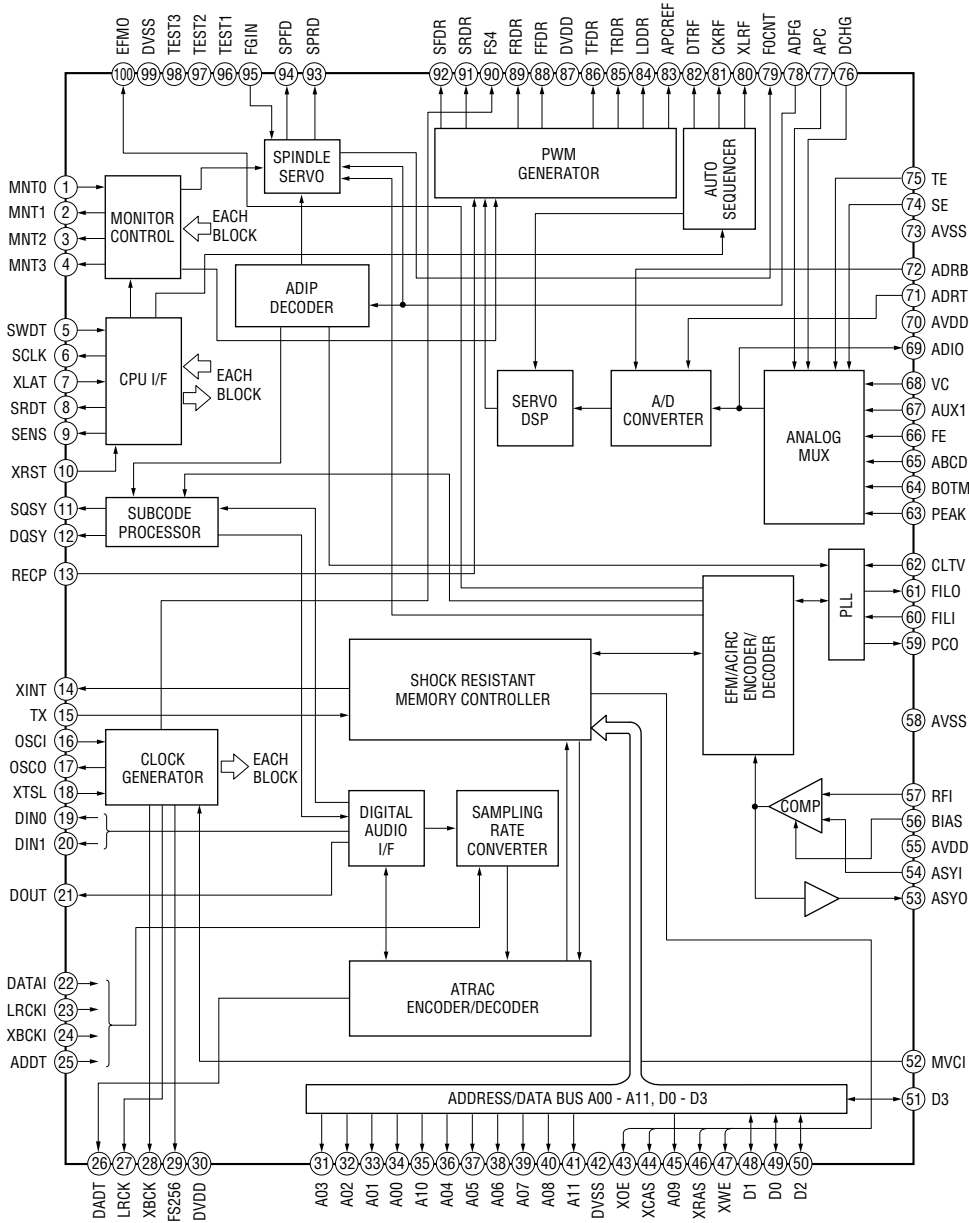 EFMO
DVSS
TEST3
TEST2
TEST1
FGIN
SPFD
SPRD
SFDR
SRDR
FS4
FRDR
FFDR
DVDD
TFDR
TRDR
LDDR
APCREF
DTRF
CKRF
XLRF
FOCNT
ADFG
APC
DCHG
100 99 98 97 96 95 94 93 92 91 90 89 88 87 86 85 84 83 82 81 80 79 78 77 76
MNT0 1
MNT1 2
MNT2 3
MNT3 4
MONITOR
CONTROL
EACH
BLOCK
SPINDLE
SERVO
PWM
GENERATOR
AUTO
SEQUENCER
75 TE
74 SE
73 AVSS
72 ADRB
71 ADRT
70 AVDD
69 ADIO
68 VC
67 AUX1
66 FE
65 ABCD
64 BOTM
63 PEAK
ADIP
DECODER
SWDT 5
SCLK 6
XLAT 7
SRDT 8
SENS 9
XRST 10
CPU I/F
EACH
BLOCK
SERVO
DSP
A/D
CONVERTER
ANALOG
MUX
SQSY 11
DQSY 12
RECP 13
SUBCODE
PROCESSOR
62 CLTV
61 FILO
60 FILI
59 PCO
PLL
EFM/ACIRC
ENCODER/
DECODER
SHOCK RESISTANT
MEMORY CONTROLLER
XINT 14
TX 15
OSCI 16
OSCO 17
XTSL 18
DIN0 19
DIN1 20
DOUT 21
CLOCK
GENERATOR
EACH
BLOCK
58 AVSS
57 RFI
56 BIAS
55 AVDD
54 ASYI
53 ASYO
COMP
DIGITAL
AUDIO
I/F
SAMPLING
RATE
CONVERTER
DATAI 22
LRCKI 23
XBCKI 24
ADDT 25
ATRAC
ENCODER/DECODER
52 MVCI
51 D3
ADDRESS/DATA BUS A00 - A11, D0 - D3
26 27 28 29 30 31 32 33 34 35 36 37 38 39 40 41 42 43 44 45 46 47 48 49 50
DADT
LRCK
XBCK
FS256
DVDD
A03
A02
A01
A00
A10
A04
A05
A06
A07
A08
A11
DVSS
XOE
XCAS
A09
XRAS
XWE
D1
D0
D2